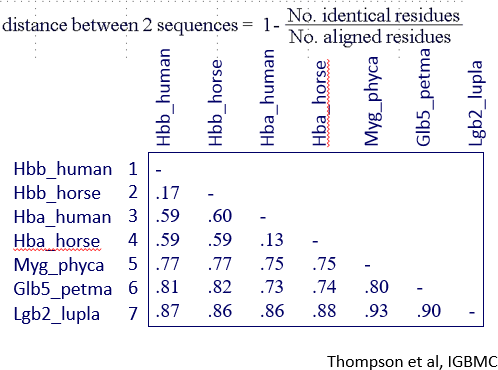 distance between 2 sequences = 1- No. identical residues
No. aligned residues
Hbb_human Hbb_horse Hba_human Hba_horse Myg_phyca Glb5_petma Lgb2_lupla
Hbb_human 1 -
Hbb_horse 2 .17 -
Hba_human 3 .59 .60 -
Hba_horse 4 .59 .59 .13 -
Myg_phyca 5 .77 .77 .75 .75 -
Glb5_petma 6 .81 .82 .73 .74 .80 -
Lgb2_lupla 7 .87 .86 .86 .88 .93 .90 -
Thompson et al, IGBMC